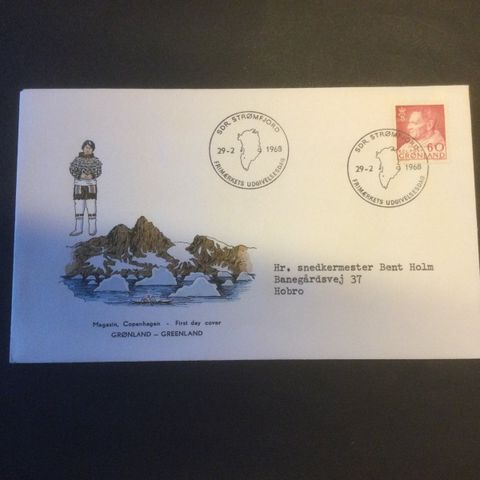 SDR. STRØMFJORD
29-2 1968
FRIMÆRKETS UDGIVELSESDAG
SDR. STRØMFJORD
29-2 1968
FRIMÆRKETS UDGIVELSESDAG
60
GRØNLAND
Hr. snedkermester Bent Holm
Banegårdsvej 37
Hobro
Magasin, Copenhagen - First day cover
GRØNLAND - GREENLAND